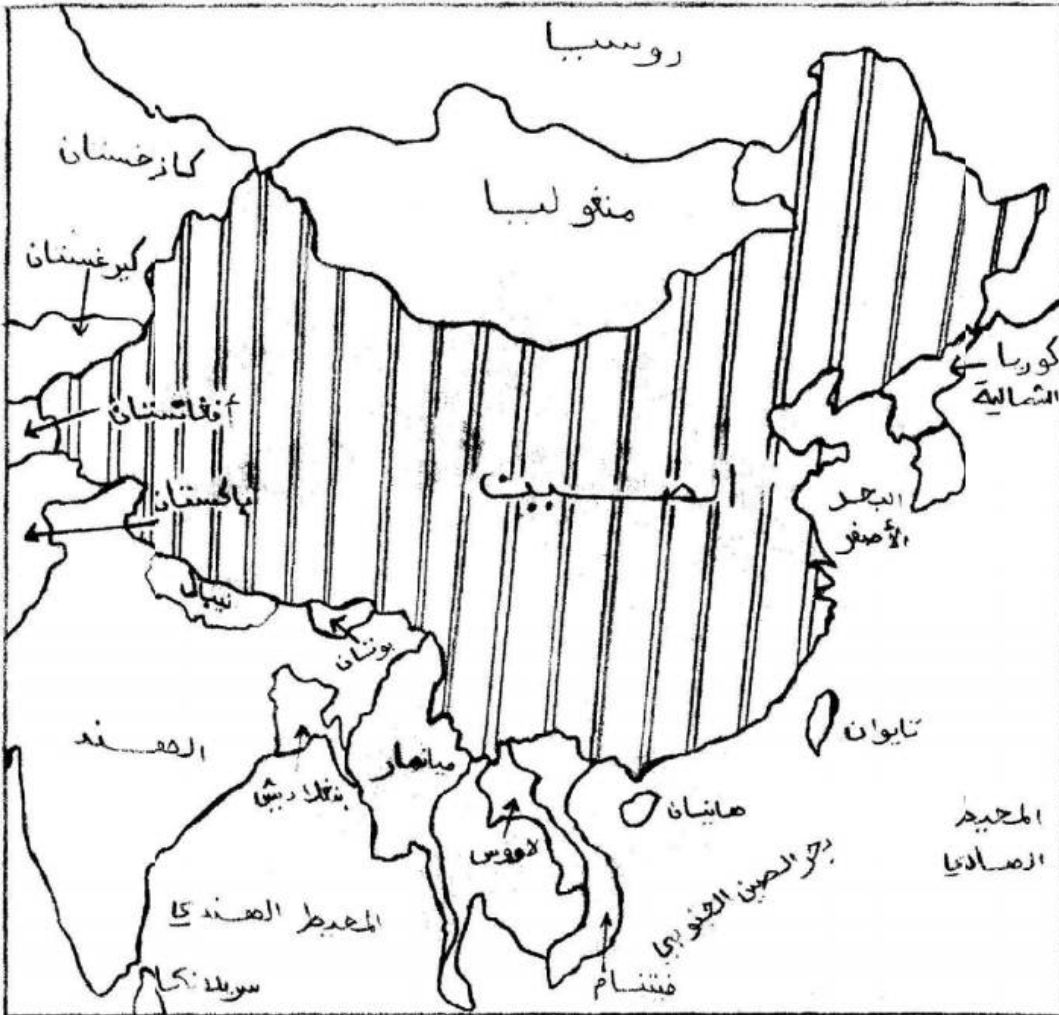 روسيا
كازخستان
منغوليا
كيرغستان
كوريا
الشمالية
أفغانستان
الصين
باكستان
البحر
الأصفر
نيبال
بوتان
تايوان
الهند
ميانمار
بنغلاديش
هاينان
المحيط
الهادي
لاووس
بحر الصين الجنوبي
المحيط الهندي
سريلانكا
فيتنام